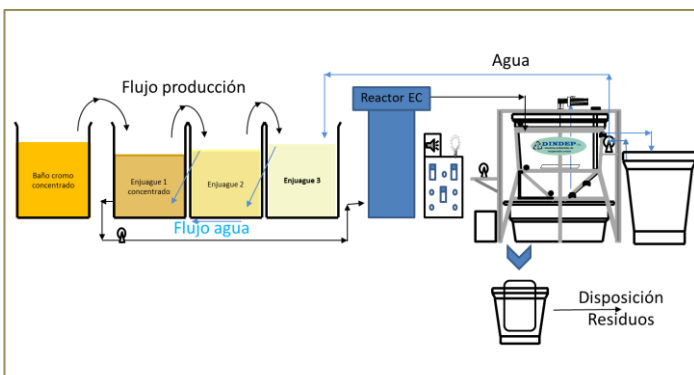 Agua
Flujo producción
Reactor EC
DINDEP
Baño cromo
concentrado
Enjuague 1
concentrado
Enjuague 2
Enjuague 3
Flujo agua
Disposición
Residuos